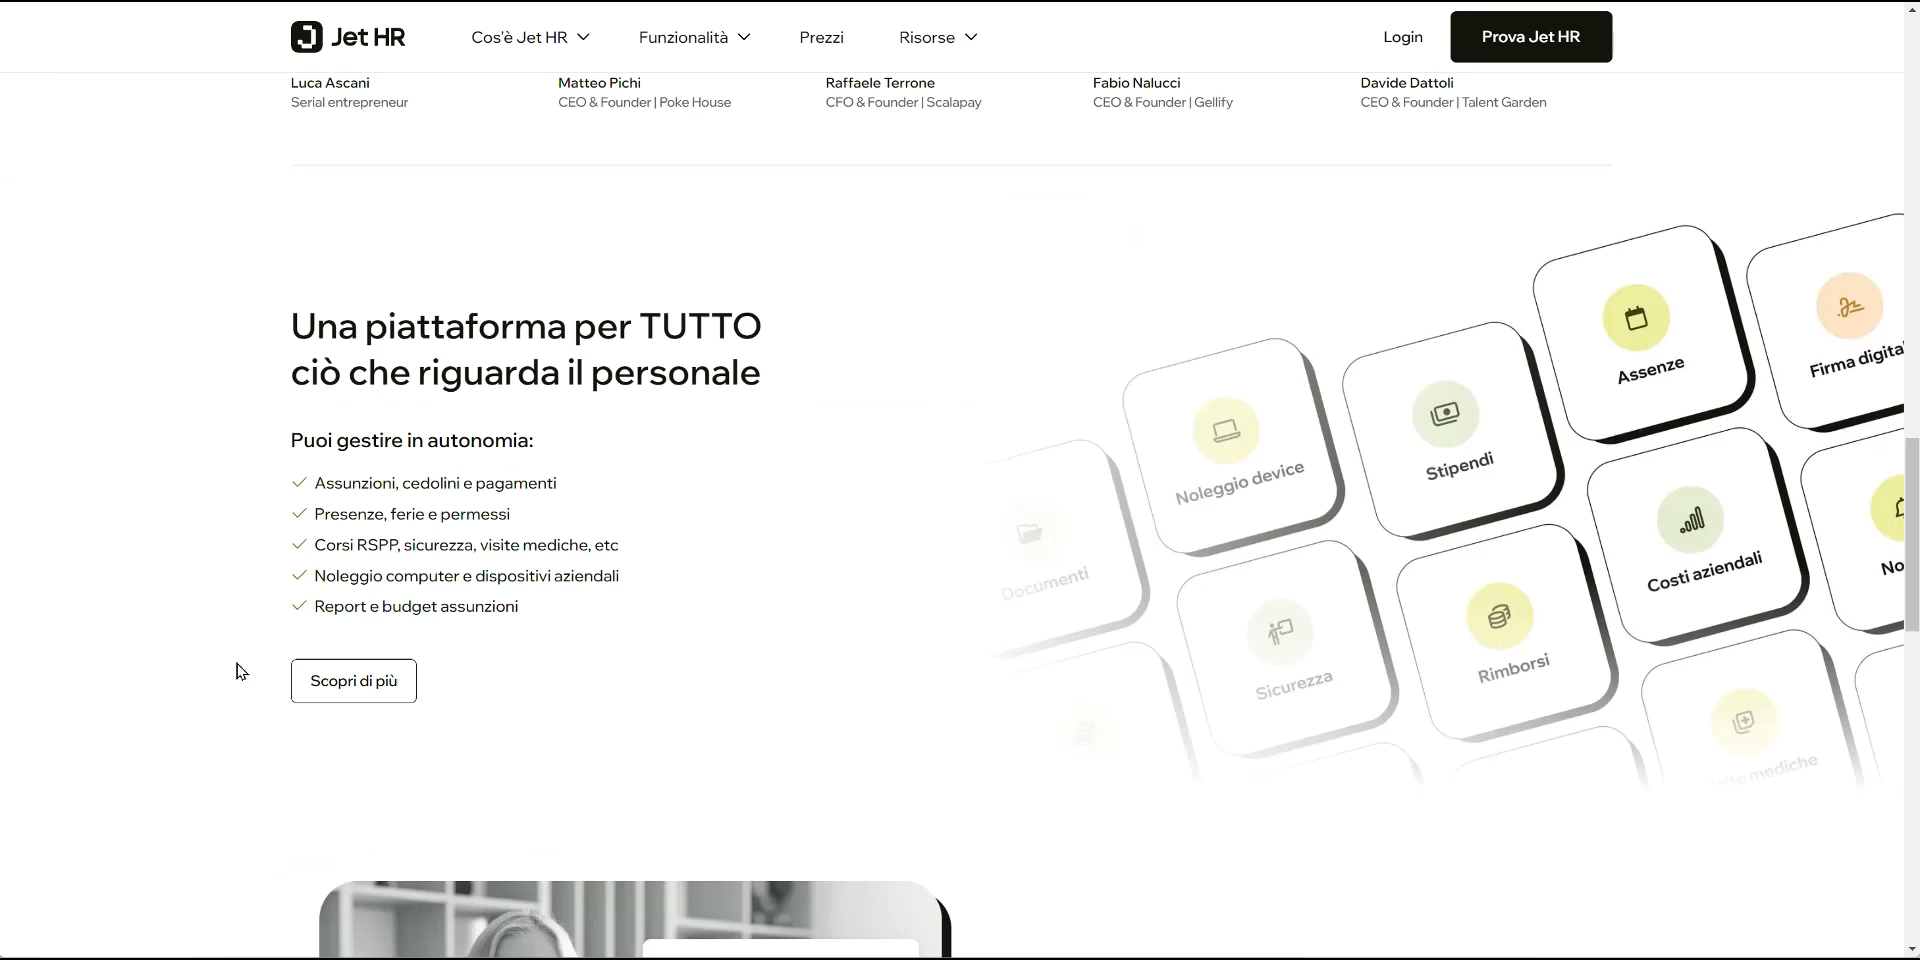 Jet HR
Cos'è Jet HR
Funzionalità
Prezzi
Risorse
Login
Prova Jet HR
Luca Ascani
Serial entrepreneur
Matteo Pichi
CEO & Founder | Poke House
Raffaele Terrone
CFO & Founder | Scalapay
Fabio Nalucci
CEO & Founder | Gellify
Davide Dattoli
CEO & Founder | Talent Garden
Una piattaforma per TUTTO
ciò che riguarda il personale
Puoi gestire in autonomia:
Assunzioni, cedolini e pagamenti
Presenze, ferie e permessi
Corsi RSPP, sicurezza, visite mediche, etc
Noleggio computer e dispositivi aziendali
Report e budget assunzioni
Scopri di più
Assenze
Firma digita
Noleggio device
Stipendi
Costi aziendali
No
Documenti
Sicurezza
Rimborsi
mediche